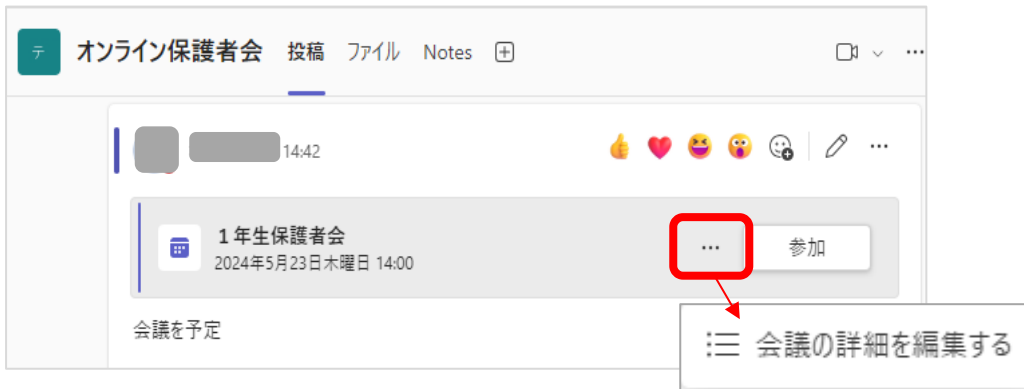 テ オンライン保護者会 投稿 ファイル Notes
14:42
１年生保護者会
2024年5月23日木曜日 14:00
… 参加
会議を予定
会議の詳細を編集する